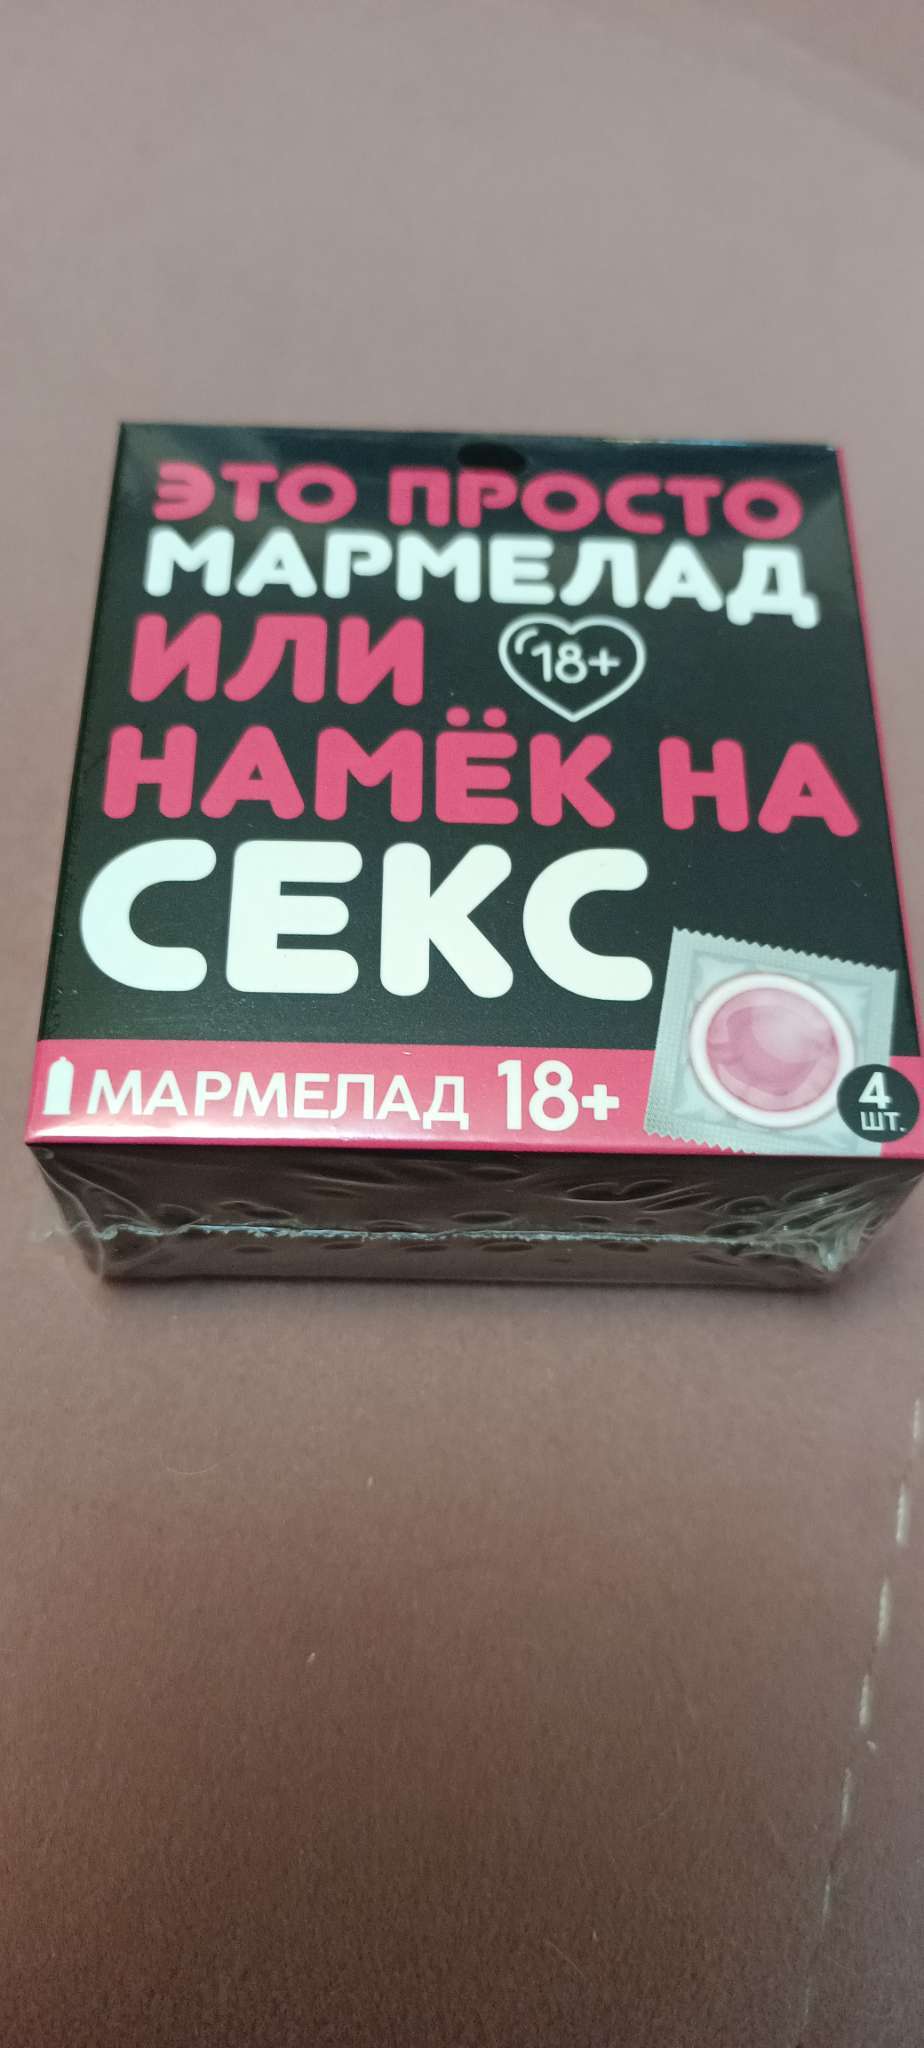 ЭТО ПРОСТО
МАРМЕЛАД
ИЛИ
18+
НАМЁК НА
СЕКС
МАРМЕЛАД 18+
4
ШТ.